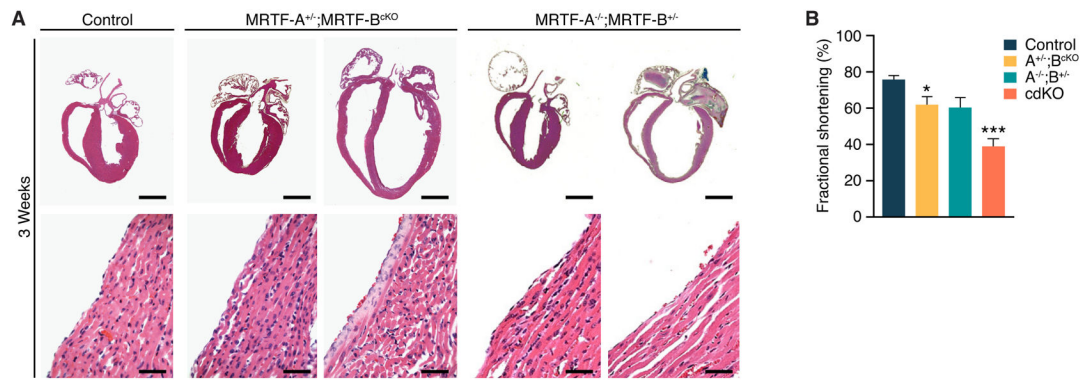 A
Control
MRTF-A+/-;MRTF-BcKO
MRTF-A-/-;MRTF-B+/-
3 Weeks
B
Fractional shortening (%)
100
80
60
40
20
0
*
***
Control
A+/-;BcKO
A-/-;B+/-
cdKO